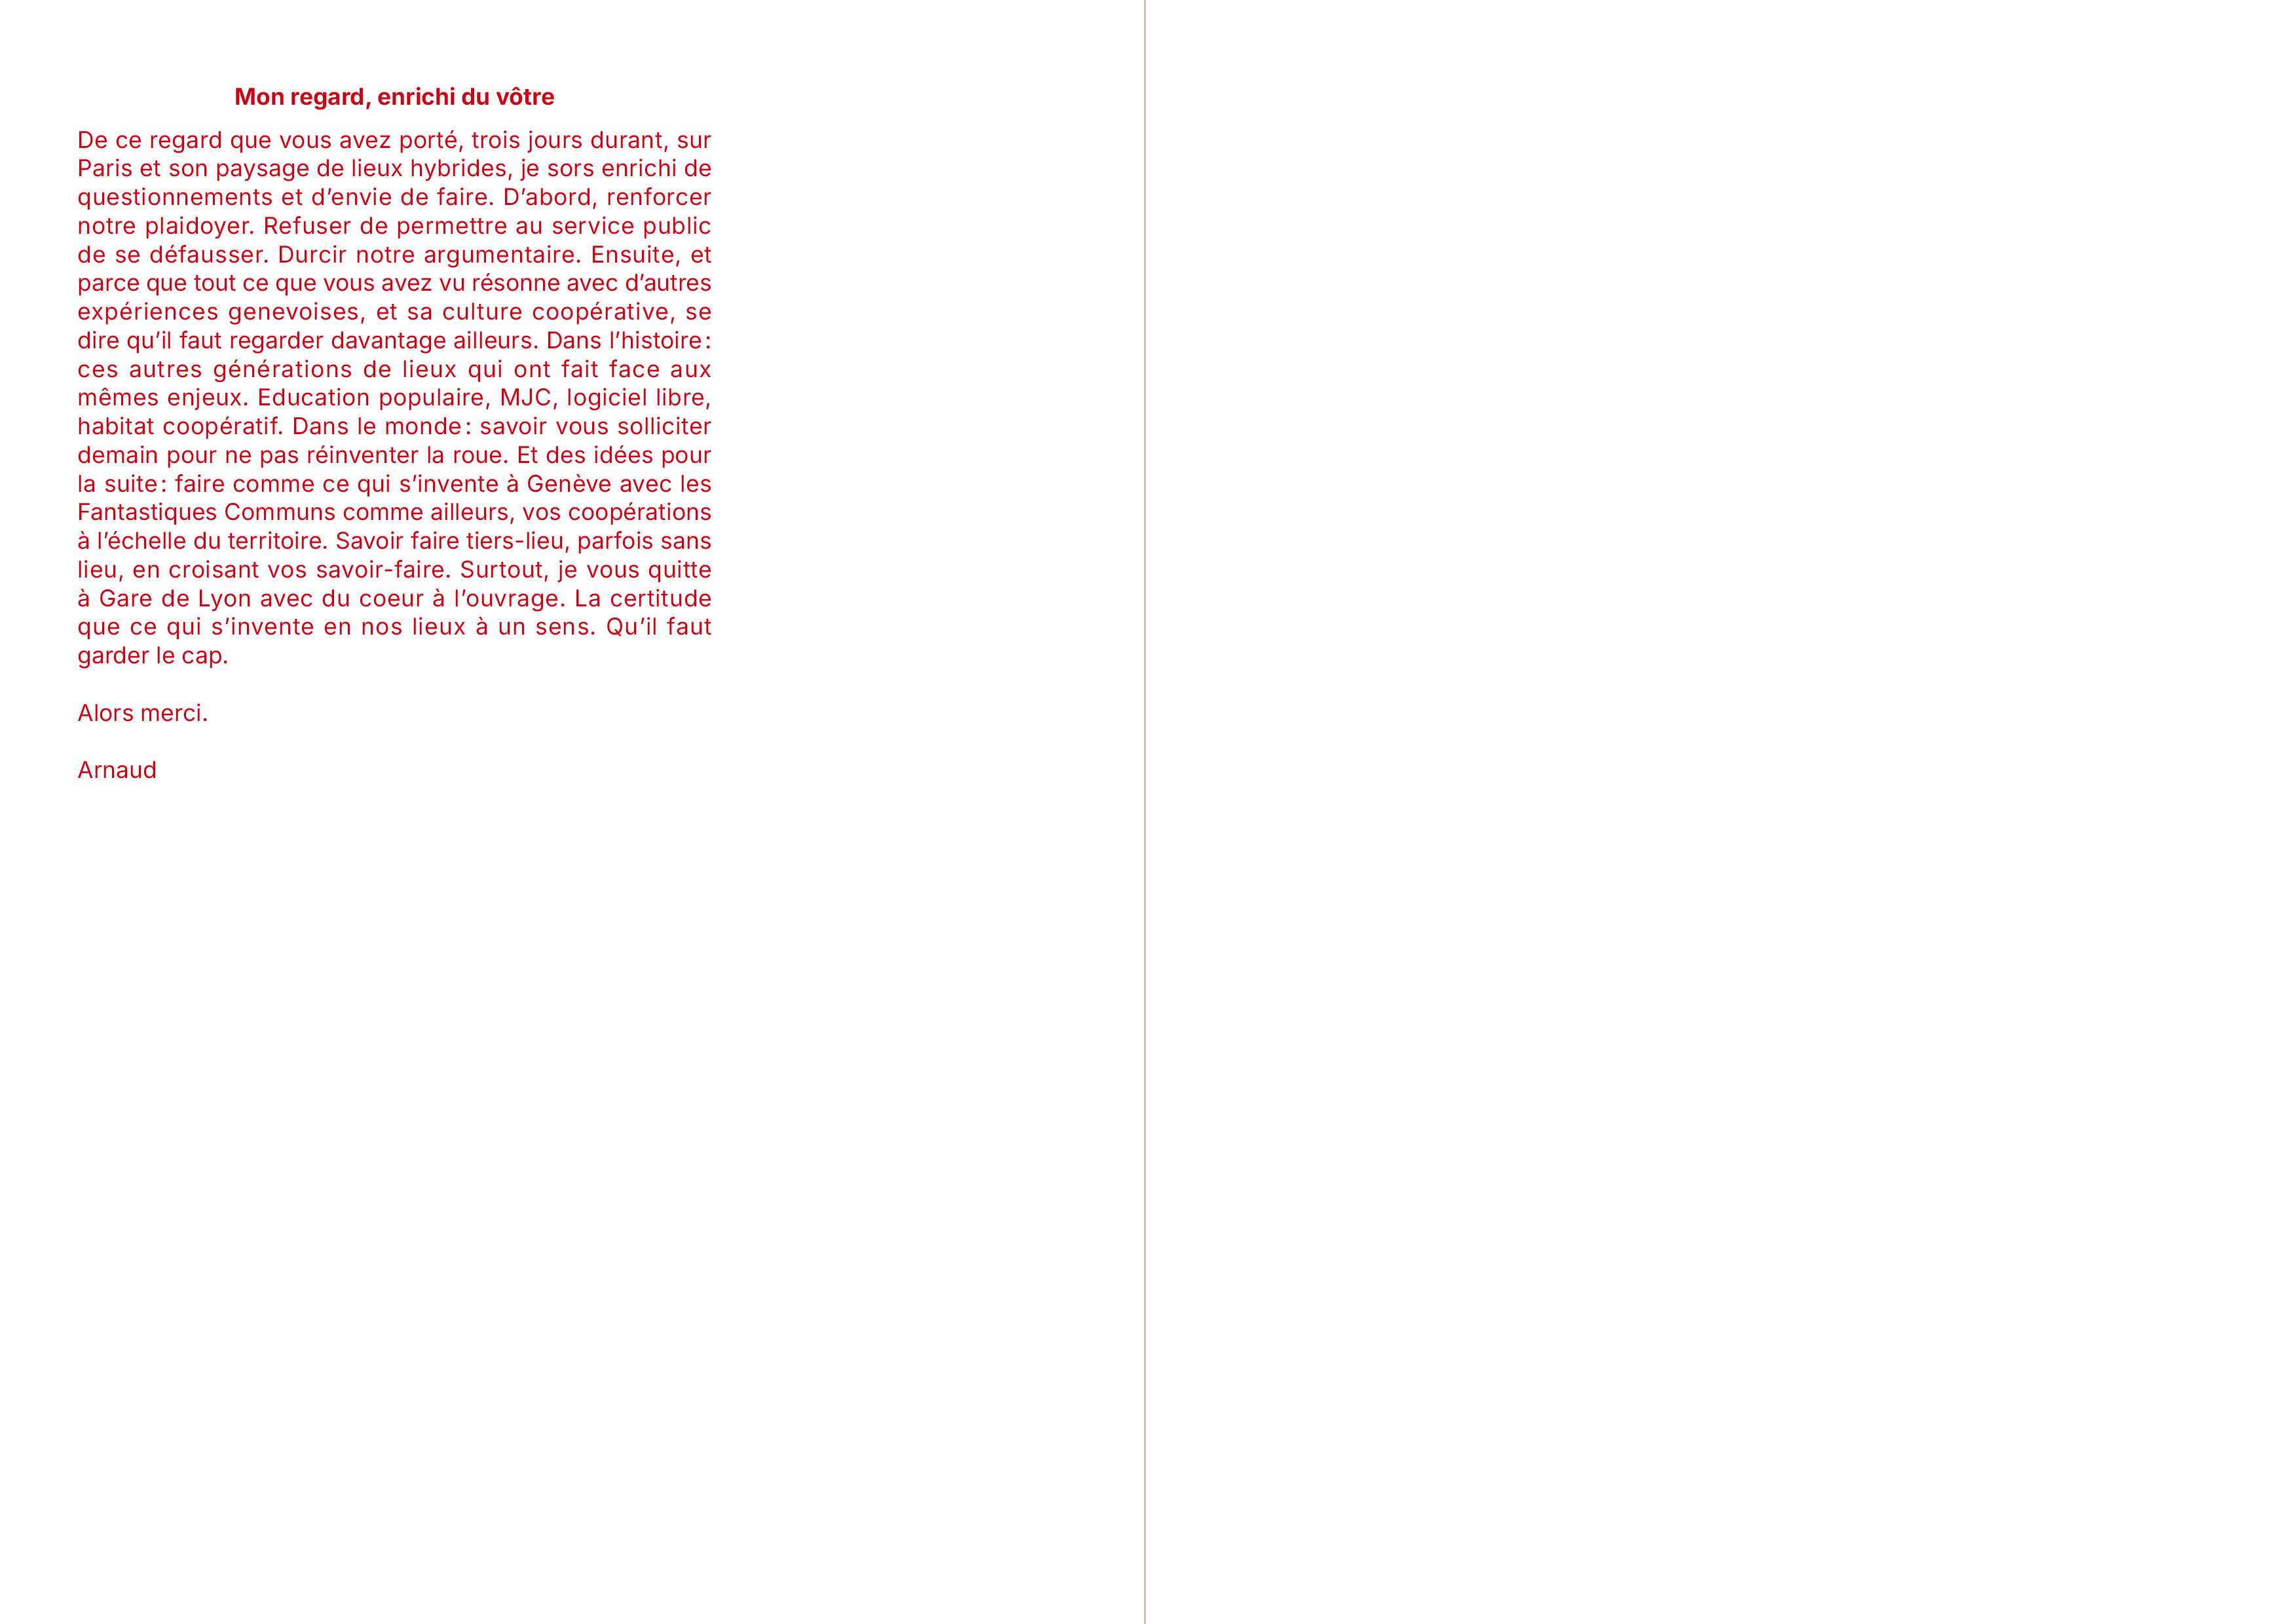 Mon regard, enrichi du vôtre
De ce regard que vous avez porté, trois jours durant, sur
Paris et son paysage de lieux hybrides, je sors enrichi de
questionnements et d’envie de faire. D’abord, renforcer
notre plaidoyer. Refuser de permettre au service public
de se défausser. Durcir notre argumentaire. Ensuite, et
parce que tout ce que vous avez vu résonne avec d’autres
expériences genevoises, et sa culture coopérative, se
dire qu’il faut regarder davantage ailleurs. Dans l’histoire :
ces autres générations de lieux qui ont fait face aux
mêmes enjeux. Education populaire, MJC, logiciel libre,
habitat coopératif. Dans le monde : savoir vous solliciter
demain pour ne pas réinventer la roue. Et des idées pour
la suite : faire comme ce qui s’invente à Genève avec les
Fantastiques Communs comme ailleurs, vos coopérations
à l’échelle du territoire. Savoir faire tiers-lieu, parfois sans
lieu, en croisant vos savoir-faire. Surtout, je vous quitte
à Gare de Lyon avec du coeur à l’ouvrage. La certitude
que ce qui s’invente en nos lieux à un sens. Qu’il faut
garder le cap.
Alors merci.
Arnaud